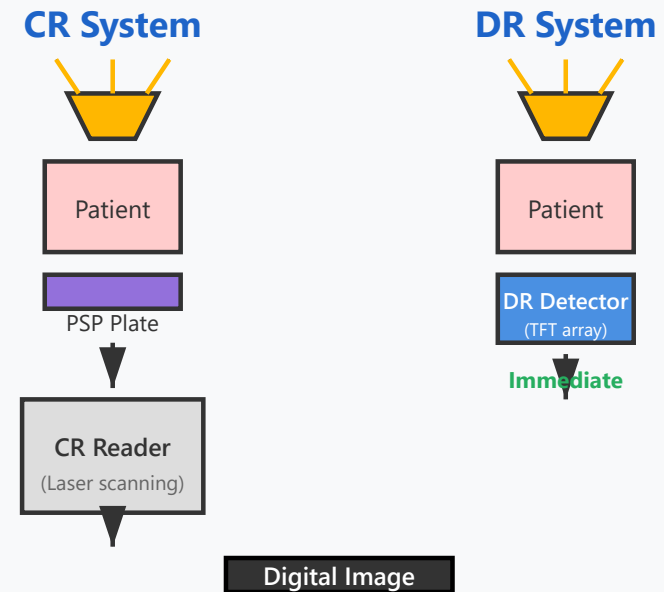 CR System
Patient
PSP Plate
CR Reader
(Laser scanning)
DR System
Patient
DR Detector
(TFT array)
Immediate
Digital Image